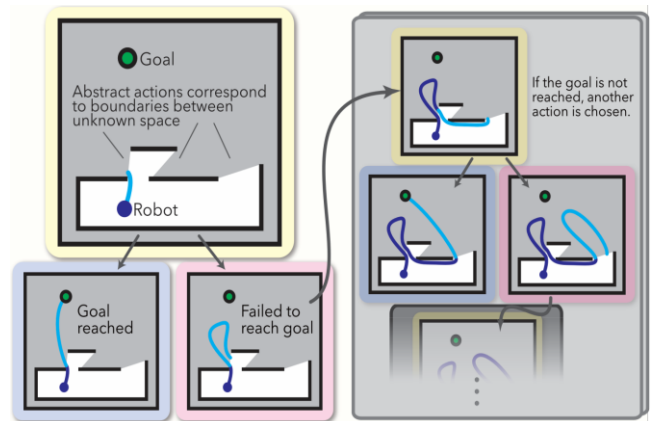 Goal
Abstract actions correspond
to boundaries between
unknown space
Robot
Goal
reached
Failed to
reach goal
If the goal is not
reached, another
action is chosen.